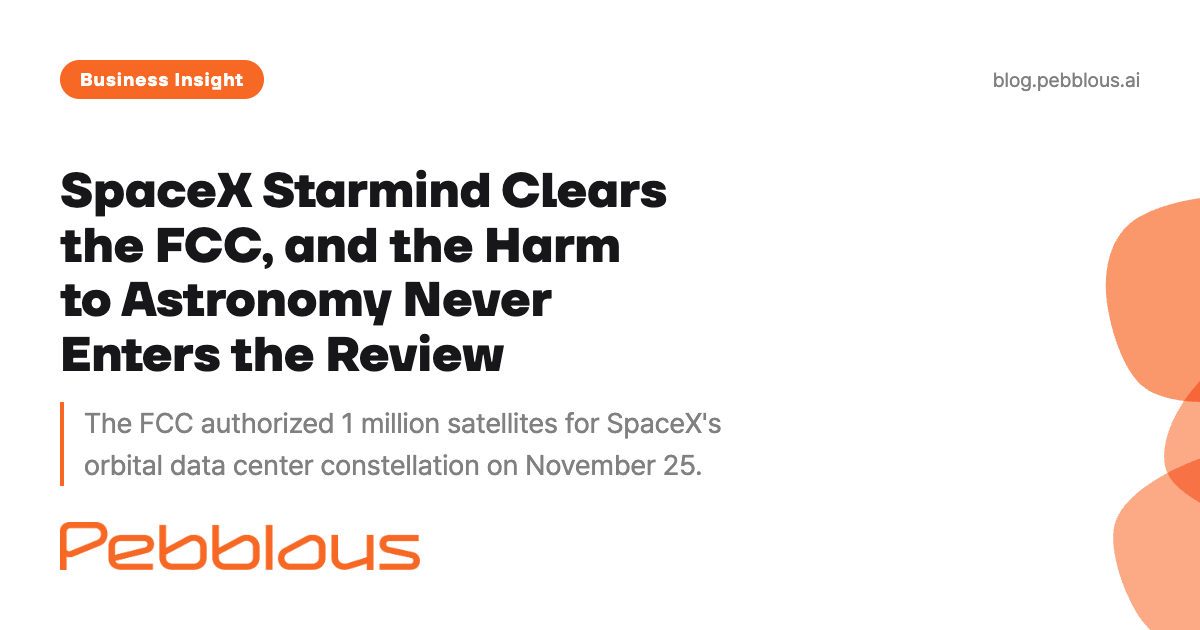 Business Insight
blog.pebblous.ai
SpaceX Starmind Clears
the FCC, and the Harm
to Astronomy Never
Enters the Review
The FCC authorized 1 million satellites for SpaceX's
orbital data center constellation on November 25.
Pebblous